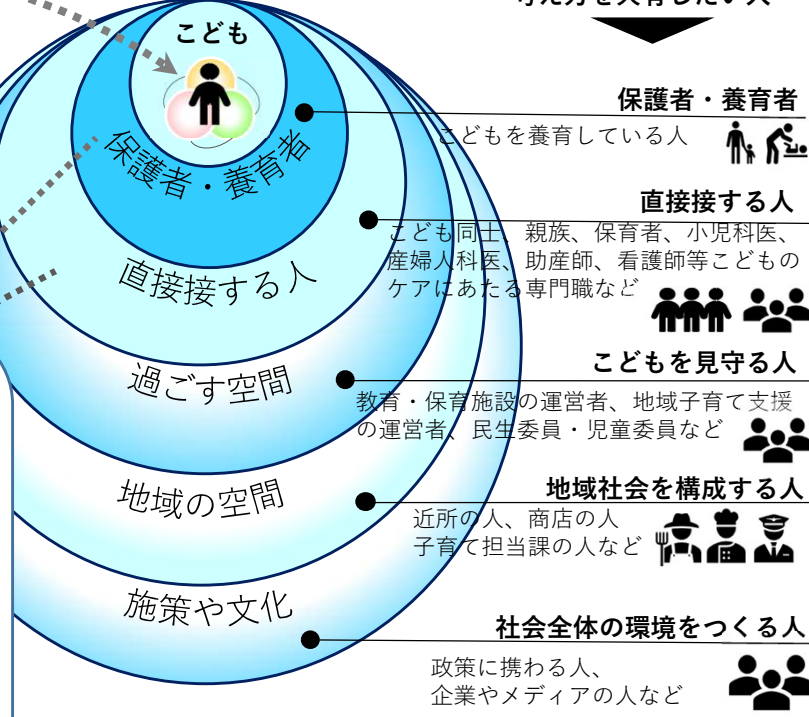 考え方を共有したい人
こども
保護者・養育者
直接接する人
過ごす空間
地域の空間
施策や文化
保護者・養育者
こどもを養育している人
直接接する人
こども同士、親族、保育者、小児科医、
産婦人科医、助産師、看護師等こどもの
ケアにあたる専門職など
こどもを見守る人
教育・保育施設の運営者、地域子育て支援
の運営者、民生委員・児童委員など
地域社会を構成する人
近所の人、商店の人
子育て担当課の人など
社会全体の環境をつくる人
政策に携わる人、
企業やメディアの人など